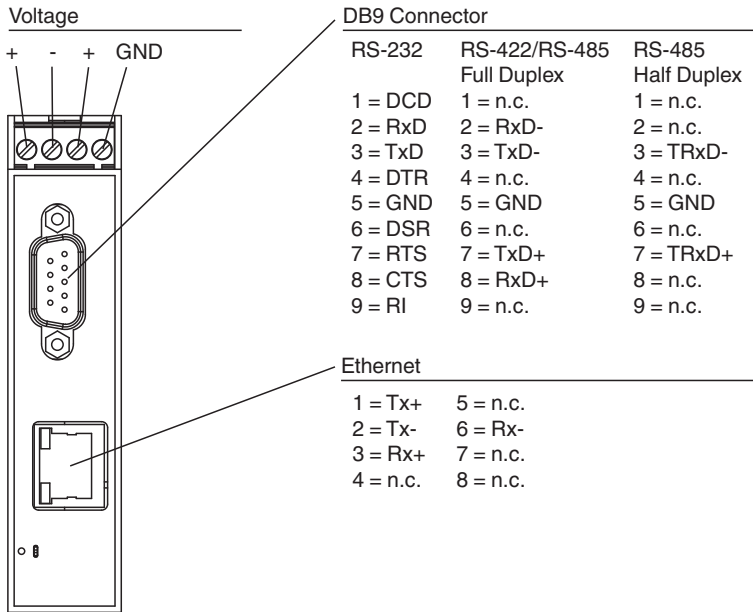 Voltage
+ - + GND
DB9 Connector
RS-232 RS-422/RS-485 RS-485
Full Duplex Half Duplex
1 = DCD 1 = n.c. 1 = n.c.
2 = RxD 2 = RxD- 2 = n.c.
3 = TxD 3 = TxD- 3 = TRxD-
4 = DTR 4 = n.c. 4 = n.c.
5 = GND 5 = GND 5 = GND
6 = DSR 6 = n.c. 6 = n.c.
7 = RTS 7 = TxD+ 7 = TRxD+
8 = CTS 8 = RxD+ 8 = n.c.
9 = RI 9 = n.c. 9 = n.c.
Ethernet
1 = Tx+ 5 = n.c.
2 = Tx- 6 = Rx-
3 = Rx+ 7 = n.c.
4 = n.c. 8 = n.c.